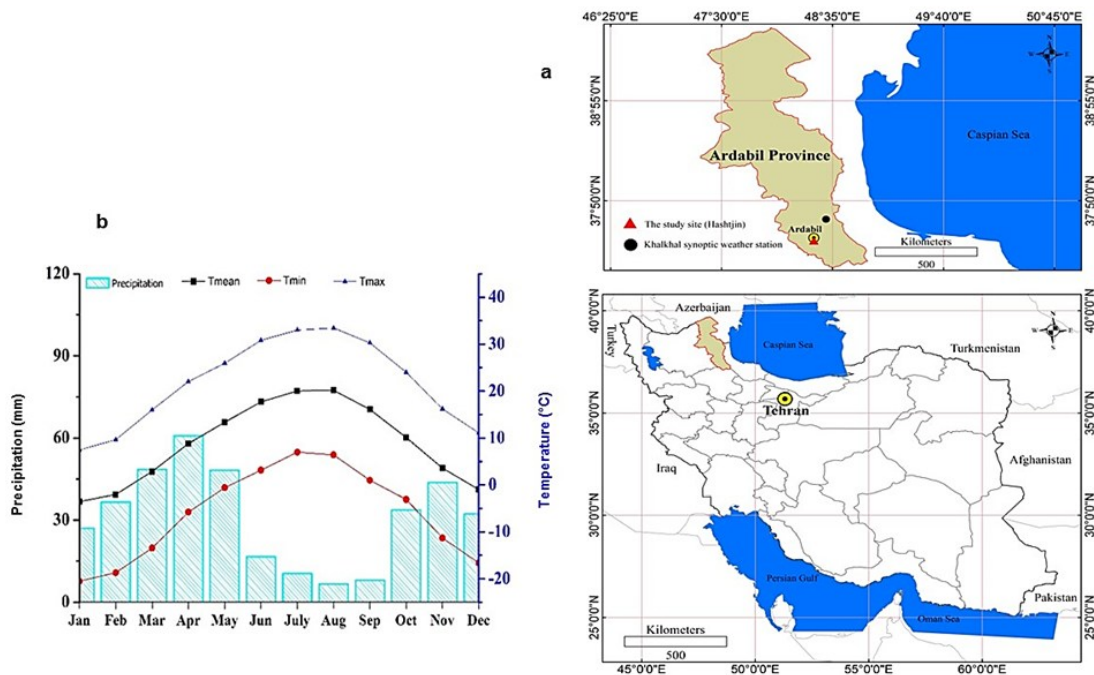 a
46°25'0"E 47°30'0"E 48°35'0"E 49°40'0"E 50°45'0"E
N
W E
S
38°55'0"N
38°55'0"N
Caspian Sea
Ardabil Province
37°50'0"N
37°50'0"N
The study site (Hashtjin)
Khalkhal synoptic weather station
Ardabil
Kilometers
500
b
Precipitation Tmean Tmin Tmax
Precipitation (mm)
120
90
60
30
0
Temperature (°C)
40
30
20
10
0
-10
-20
Jan Feb Mar Apr May Jun July Aug Sep Oct Nov Dec
40°0'0"N
40°0'0"N
Azerbaijan
N
W E
S
Turkey
Caspian Sea
Turkmenistan
Tehran
35°0'0"N
35°0'0"N
Iraq
Afghanistan
30°0'0"N
30°0'0"N
Persian Gulf
Pakistan
25°0'0"N
25°0'0"N
Oman Sea
Kilometers
500
45°0'0"E 50°0'0"E 55°0'0"E 60°0'0"E